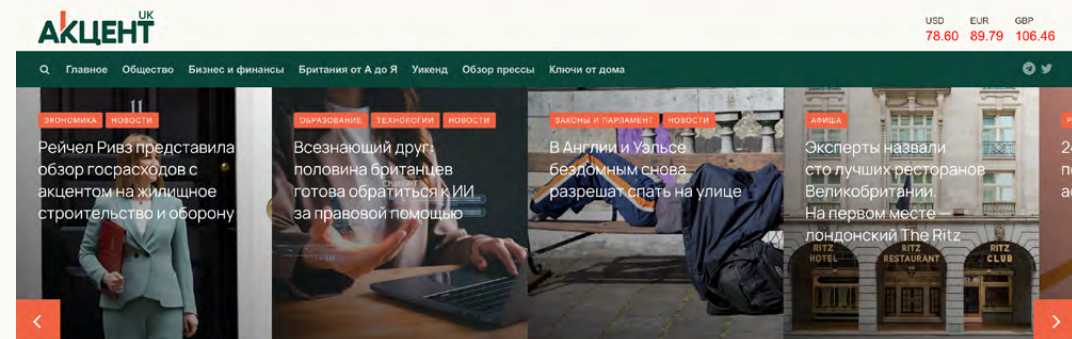 АКЦЕНТ UK
USD EUR GBP
78.60 89.79 106.46
Главное Общество Бизнес и финансы Британия от А до Я Уикенд Обзор прессы Ключи от дома
11
ЭКОНОМИКА НОВОСТИ
Рейчел Ривз представила
обзор госрасходов с
акцентом на жилищное
строительство и оборону
ОБРАЗОВАНИЕ ТЕХНОЛОГИИ НОВОСТИ
Всезнающий друг:
половина британцев
готова обратиться к ИИ
за правовой помощью
ЗАКОНЫ И ПАРЛАМЕНТ НОВОСТИ
В Англии и Уэльсе
бездомным снова
разрешат спать на улице
АФИША
Эксперты назвали
сто лучших ресторанов
Великобритании.
На первом месте —
лондонский The Ritz
RITZ HOTEL
RITZ RESTAURANT
RITZ CLUB
24